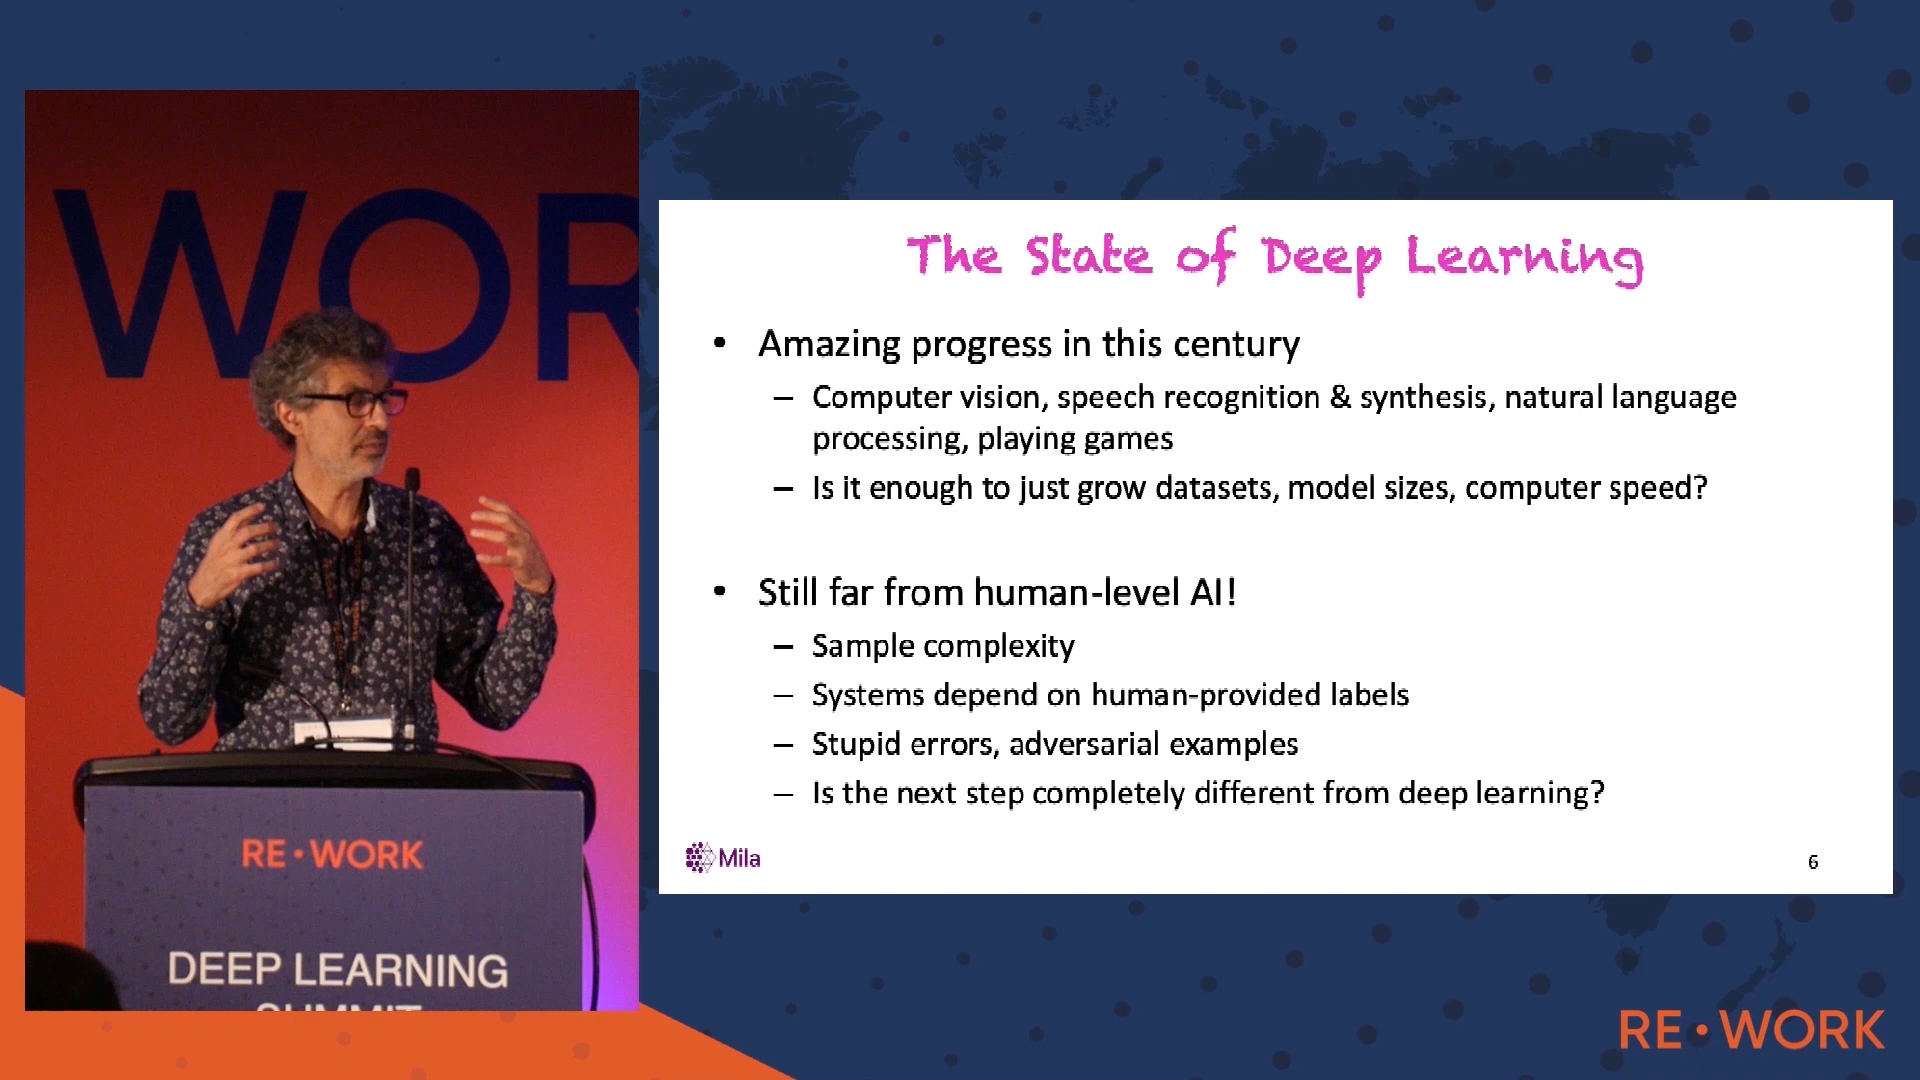 WOR
RE•WORK
DEEP LEARNING
SUMMIT
The State of Deep Learning
• Amazing progress in this century
– Computer vision, speech recognition & synthesis, natural language
processing, playing games
– Is it enough to just grow datasets, model sizes, computer speed?
• Still far from human-level AI!
– Sample complexity
– Systems depend on human-provided labels
– Stupid errors, adversarial examples
– Is the next step completely different from deep learning?
Mila
6
RE•WORK